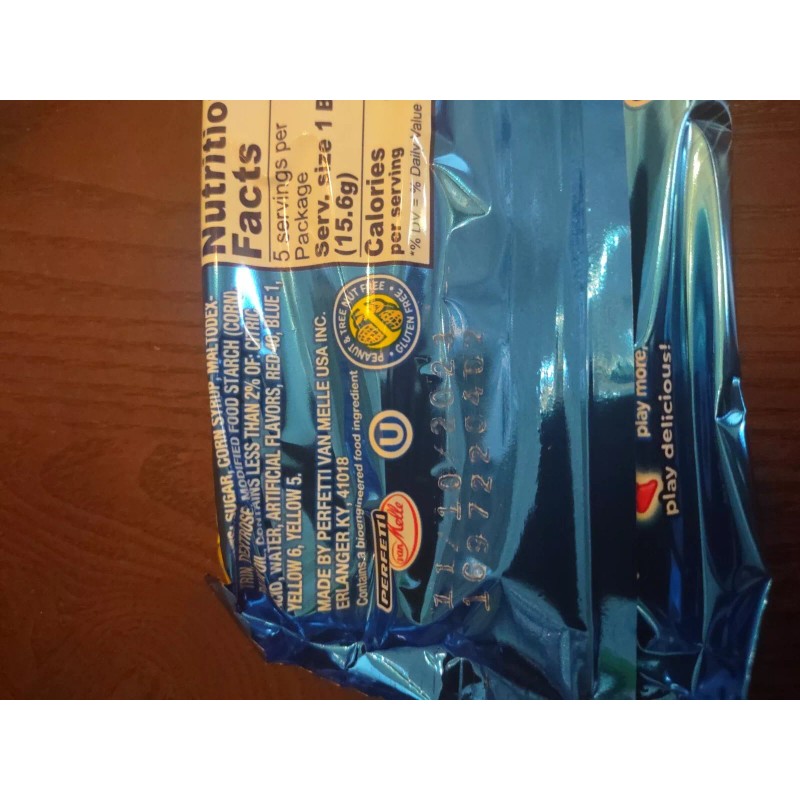 Nutritio
Facts
5 servings per
Package
Serv. size 1 B
(15.6g)
Calories
per serving
*% DV = % Daily Value
SUGAR, CORN SYRUP, MALTODEX-
TRIN, DEXTROSE, MODIFIED FOOD STARCH (CORN),
CONTAINS LESS THAN 2% OF: CITRIC
ACID, WATER, ARTIFICIAL FLAVORS, RED 40, BLUE 1,
YELLOW 6, YELLOW 5.
MADE BY PERFETTI VAN MELLE USA INC.
ERLANGER KY, 41018
Contains a bioengineered food ingredient
PEANUT & TREE NUT FREE • GLUTEN FREE •
U
PERFETTI
van Melle
play more,
play delicious!